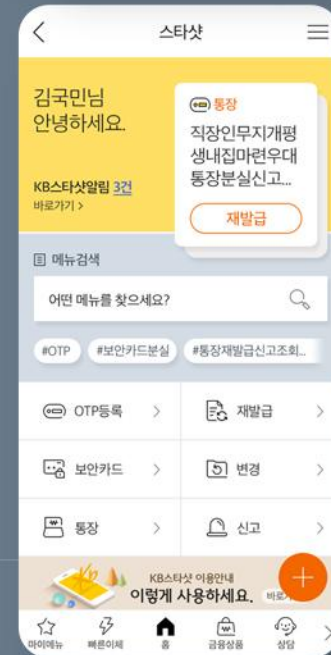 스타샷
김국민님
안녕하세요.
KB스타샷알림 3건
바로가기 >
통장
직장인무지개평
생내집마련우대
통장분실신고...
재발급
메뉴검색
어떤 메뉴를 찾으세요?
#OTP #보안카드분실 #통장재발급신고조회...
OTP등록 재발급
보안카드 변경
통장 신고
KB스타샷 이용안내
이렇게 사용하세요.
+
마이메뉴 빠른이체 홈 금융상품 상담